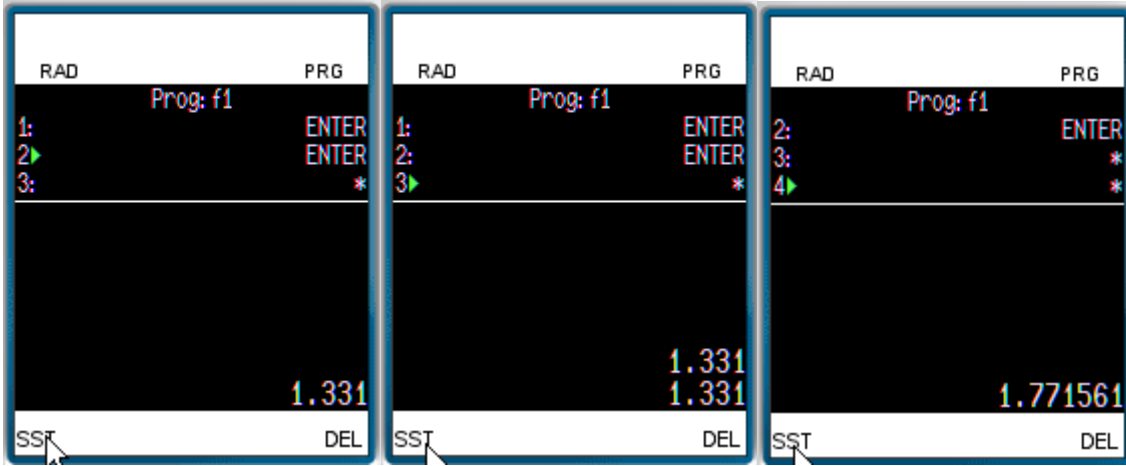 RAD PRG
Prog: f1
1: ENTER
2: ENTER
3: *
1.331
SST DEL
RAD PRG
Prog: f1
1: ENTER
2: ENTER
3: *
1.331
1.331
SST DEL
RAD PRG
Prog: f1
2: ENTER
3: *
4: *
1.771561
SST DEL